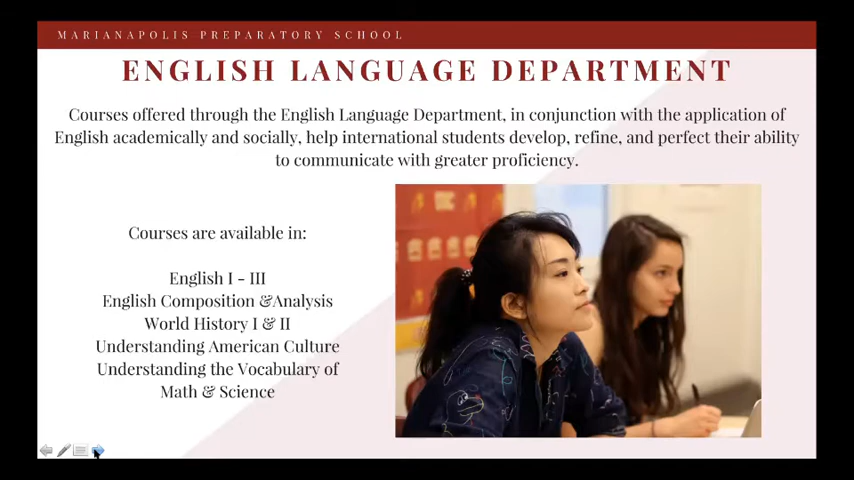 MARIANAPOLIS PREPARATORY SCHOOL
ENGLISH LANGUAGE DEPARTMENT
Courses offered through the English Language Department, in conjunction with the application of
English academically and socially, help international students develop, refine, and perfect their ability
to communicate with greater proficiency.
Courses are available in:
English I - III
English Composition &Analysis
World History I & II
Understanding American Culture
Understanding the Vocabulary of
Math & Science